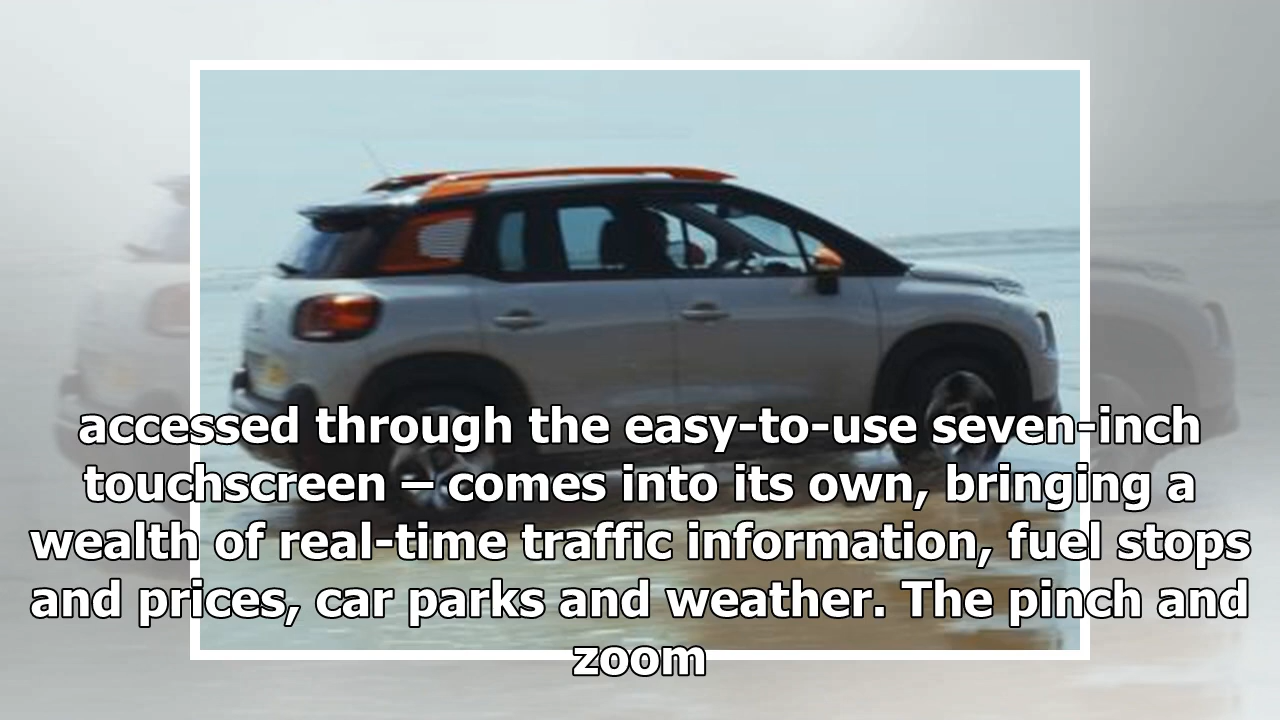 accessed through the easy-to-use seven-inch
touchscreen – comes into its own, bringing a
wealth of real-time traffic information, fuel stops
and prices, car parks and weather. The pinch and
zoom